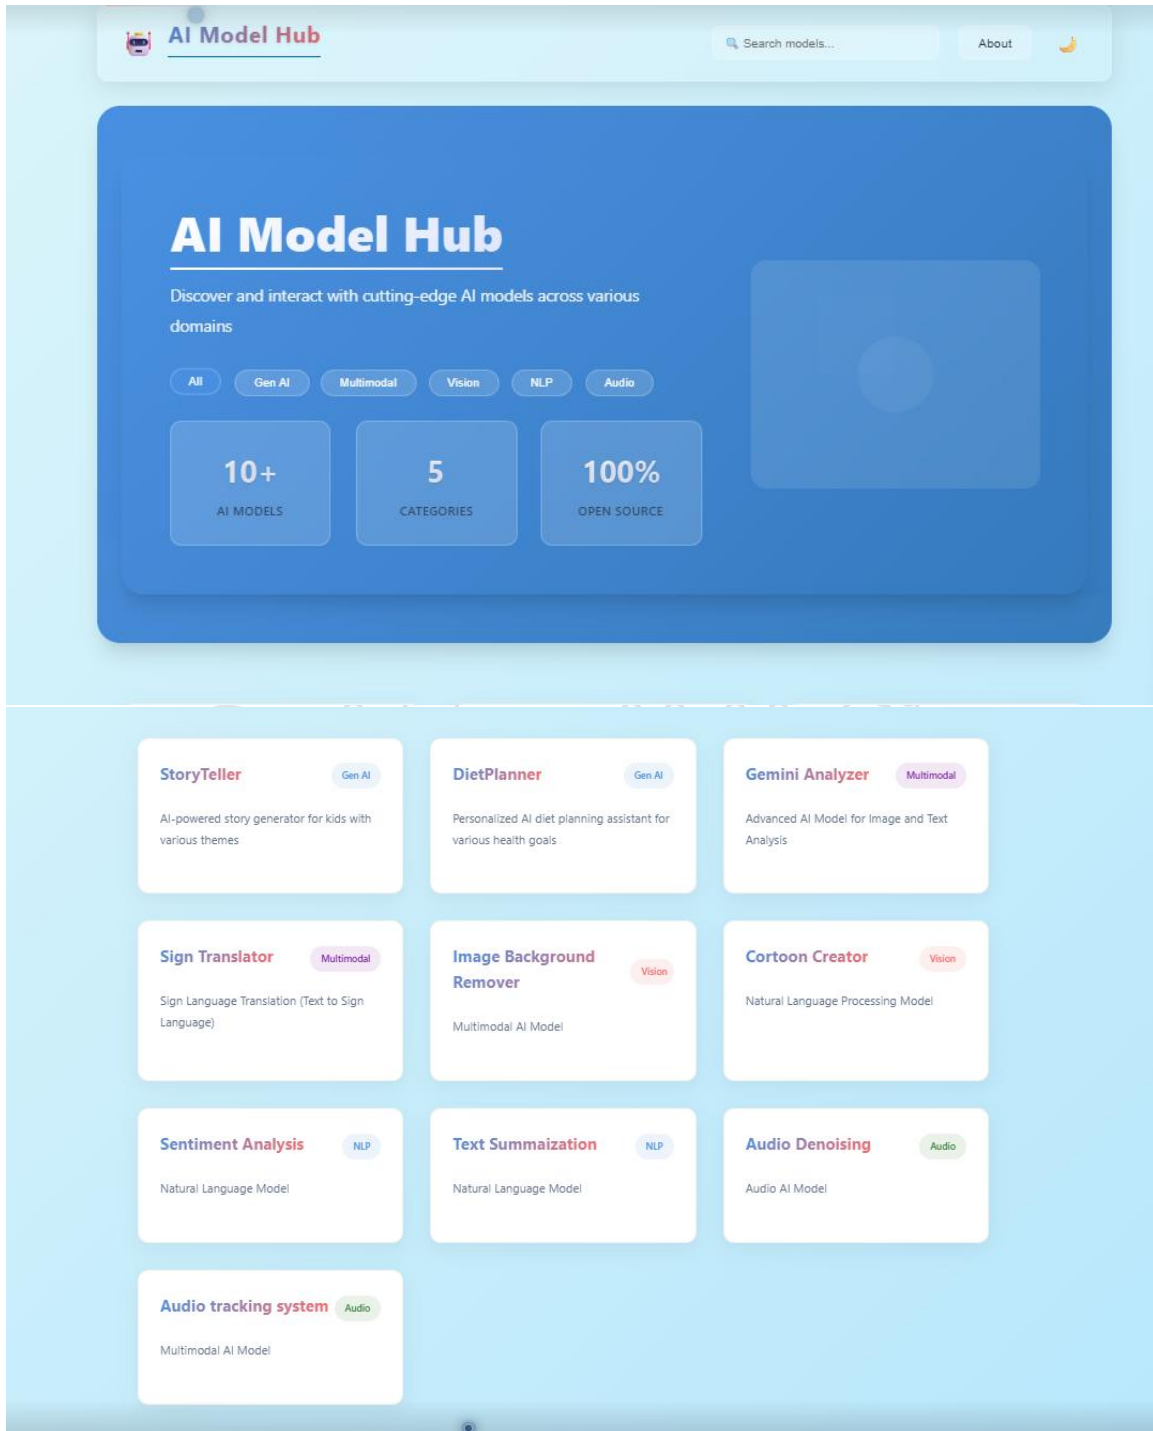 AI Model Hub
Search models...
About
AI Model Hub
Discover and interact with cutting-edge AI models across various
domains
All
Gen AI
Multimodal
Vision
NLP
Audio
10+
5
100%
AI MODELS
CATEGORIES
OPEN SOURCE
StoryTeller
Gen AI
AI-powered story generator for kids with
various themes
DietPlanner
Gen AI
Personalized AI diet planning assistant for
various health goals
Gemini Analyzer
Multimodal
Advanced AI Model for Image and Text
Analysis
Sign Translator
Multimodal
Sign Language Translation (Text to Sign
Language)
Image Background
Remover
Vision
Multimodal AI Model
Cortoon Creator
Vision
Natural Language Processing Model
Sentiment Analysis
NLP
Natural Language Model
Text Summaization
NLP
Natural Language Model
Audio Denoising
Audio
Audio AI Model
Audio tracking system
Audio
Multimodal AI Model